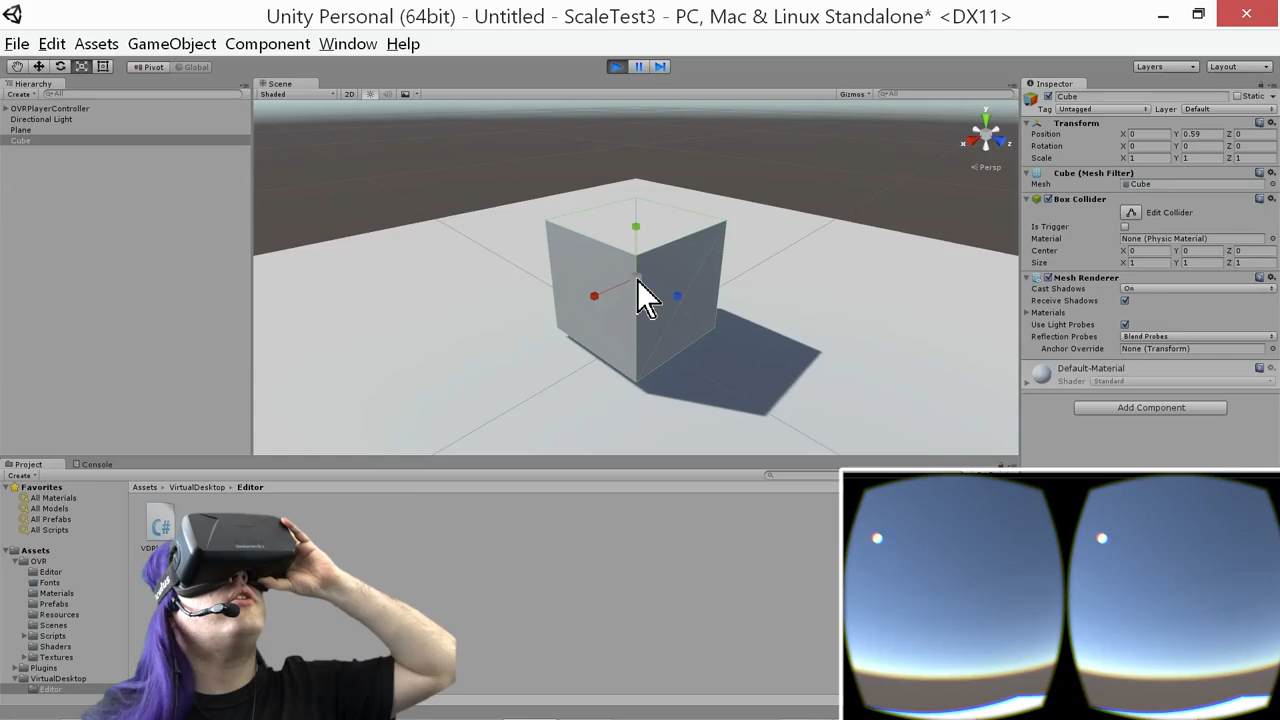 Unity Personal (64bit) - Untitled - ScaleTest3 - PC, Mac & Linux Standalone* <DX11>
File Edit Assets GameObject Component Window Help
Pivot Global Layers Layout
Hierarchy
Create All
OVRPlayerController
Directional Light
Plane
Cube
Scene
Shaded 2D Gizmos All
y
x z
Persp
Inspector
Cube Static
Tag Untagged Layer Default
Transform
Position X 0 Y 0.59 Z 0
Rotation X 0 Y 0 Z 0
Scale X 1 Y 1 Z 1
Cube (Mesh Filter)
Mesh Cube
Box Collider
Edit Collider
Is Trigger
Material None (Physic Material)
Center X 0 Y 0 Z 0
Size X 1 Y 1 Z 1
Mesh Renderer
Cast Shadows On
Receive Shadows
Materials
Use Light Probes
Reflection Probes Blend Probes
Anchor Override None (Transform)
Default-Material
Shader Standard
Add Component
Project Console
Create
Favorites
All Materials
All Models
All Prefabs
All Scripts
Assets
OVR
Editor
Fonts
Materials
Prefabs
Resources
Scenes
Scripts
Shaders
Textures
Plugins
VirtualDesktop
Editor
Assets VirtualDesktop Editor
C#